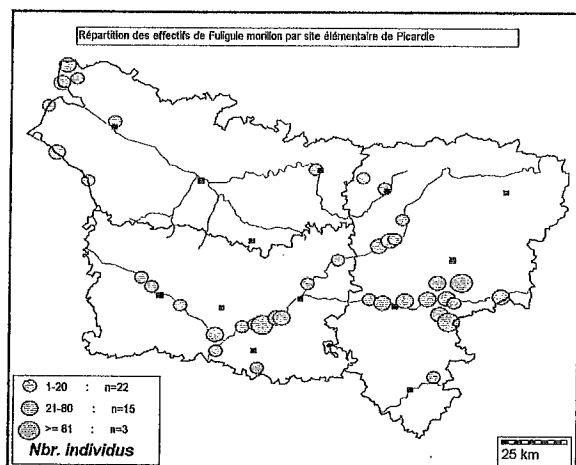 Répartition des effectifs de Fuligule morillon par site élémentaire de Picardie
1-20 : n=22
21-80 : n=15
>= 81 : n=3
Nbr. individus
25 km